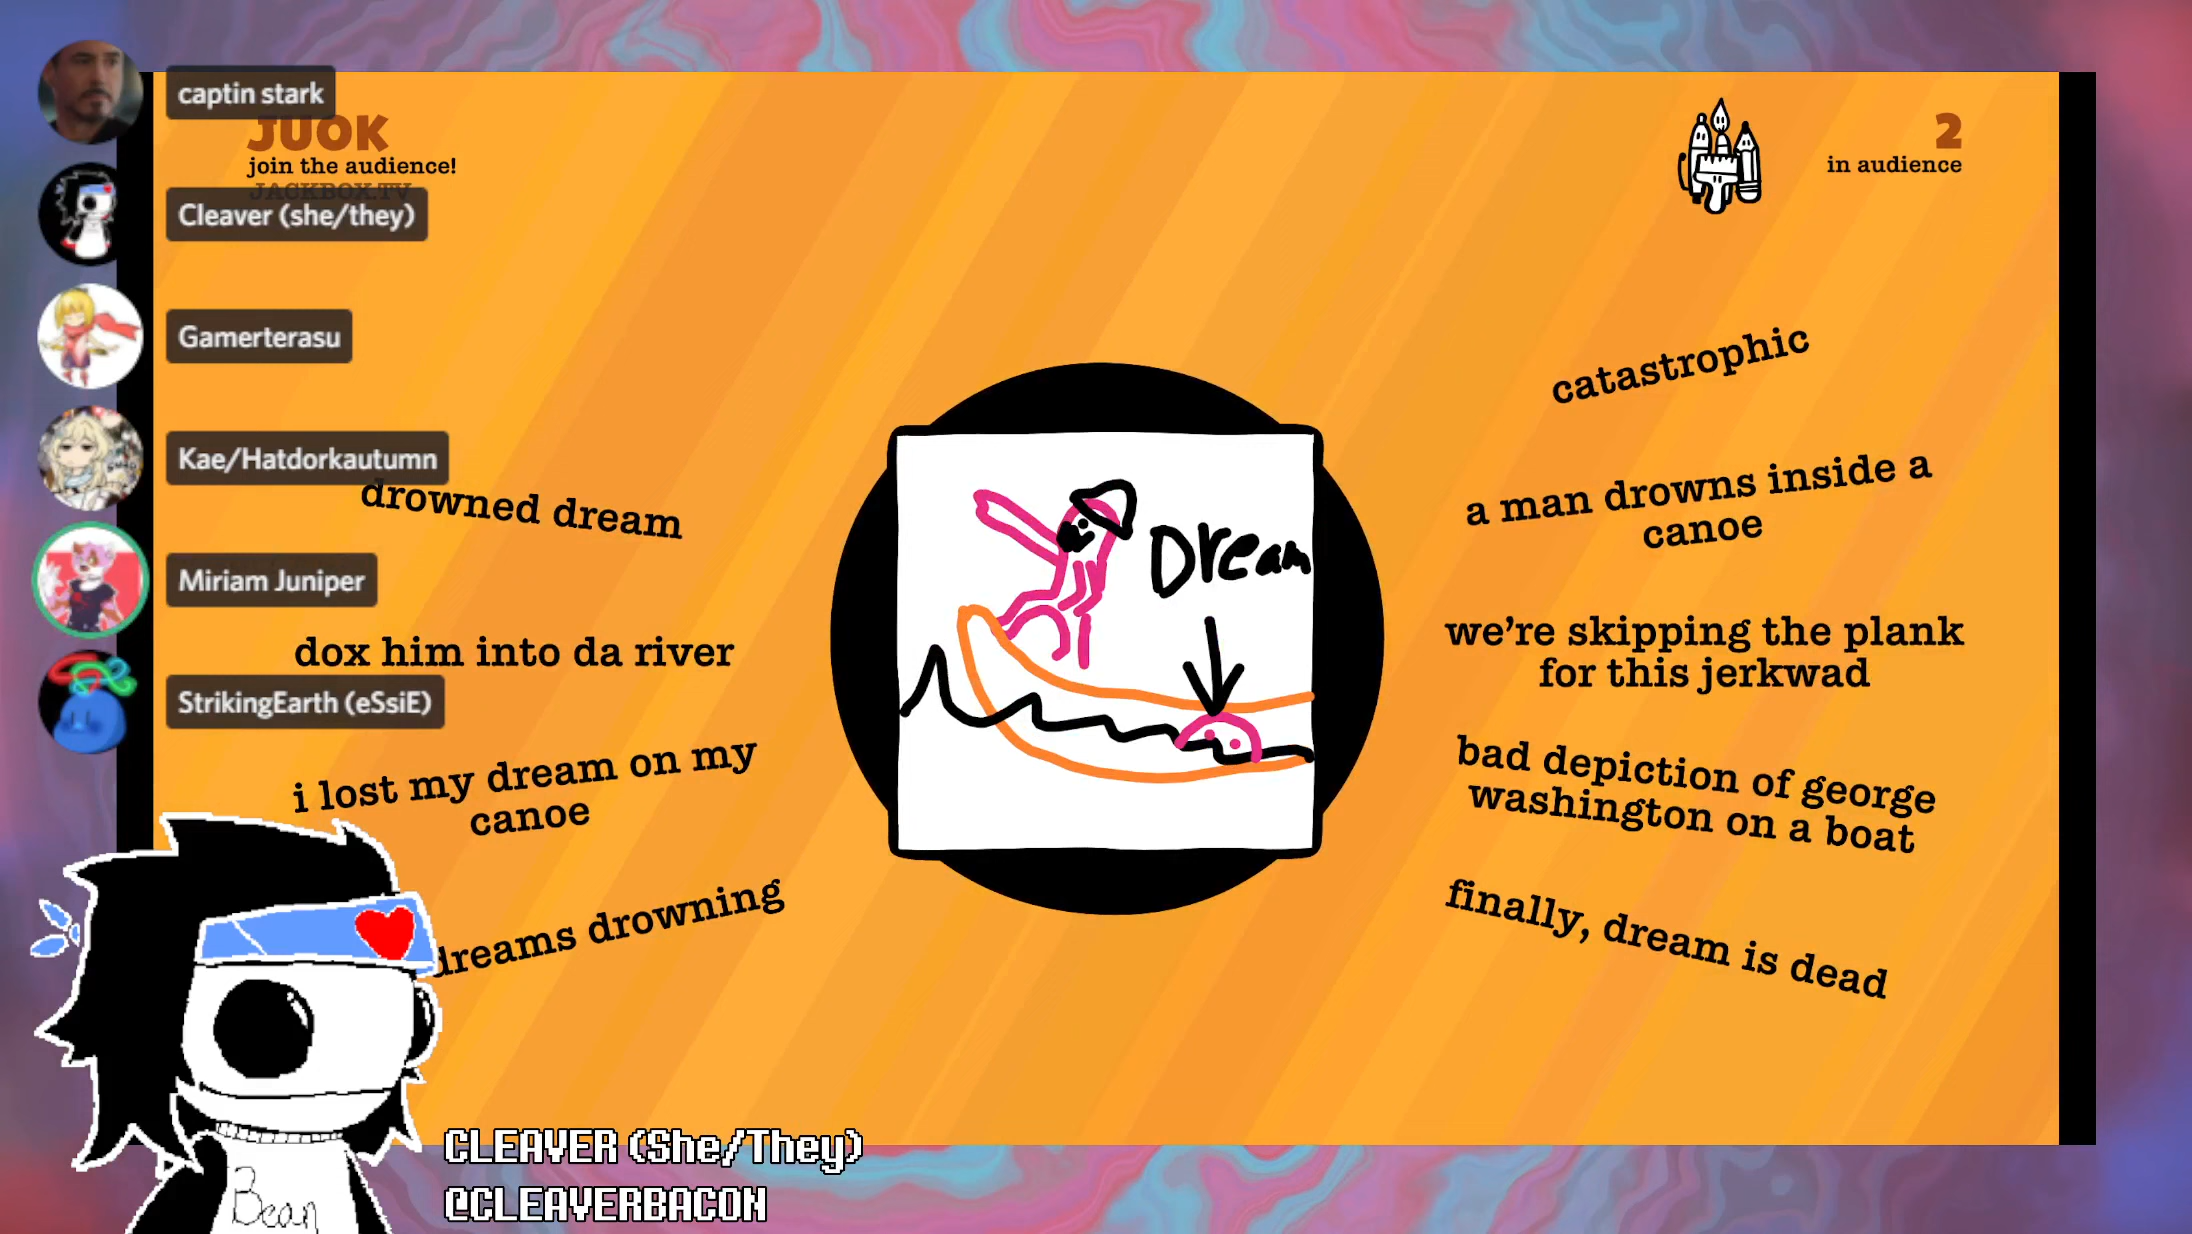 captin stark
JUOK
join the audience!
JACKBOX.TV
Cleaver (she/they)
Gamerterasu
Kae/Hatdorkautumn
drowned dream
Miriam Juniper
dox him into da river
StrikingEarth (eSsiE)
i lost my dream on my
canoe
dreams drowning
Dream
2
in audience
catastrophic
a man drowns inside a
canoe
we're skipping the plank
for this jerkwad
bad depiction of george
washington on a boat
finally, dream is dead
Bean
CLEAVER (She/They)
@CLEAVERBACON